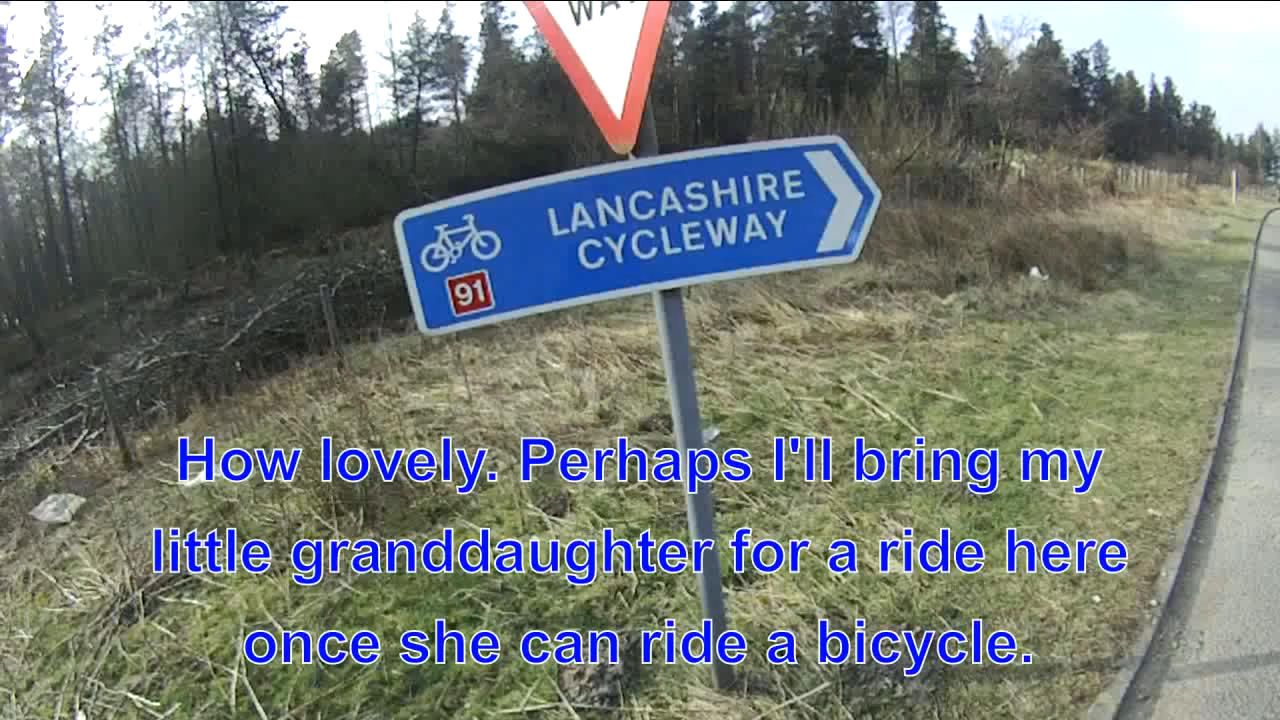 WAY
LANCASHIRE
CYCLEWAY
91
How lovely. Perhaps I'll bring my
little granddaughter for a ride here
once she can ride a bicycle.